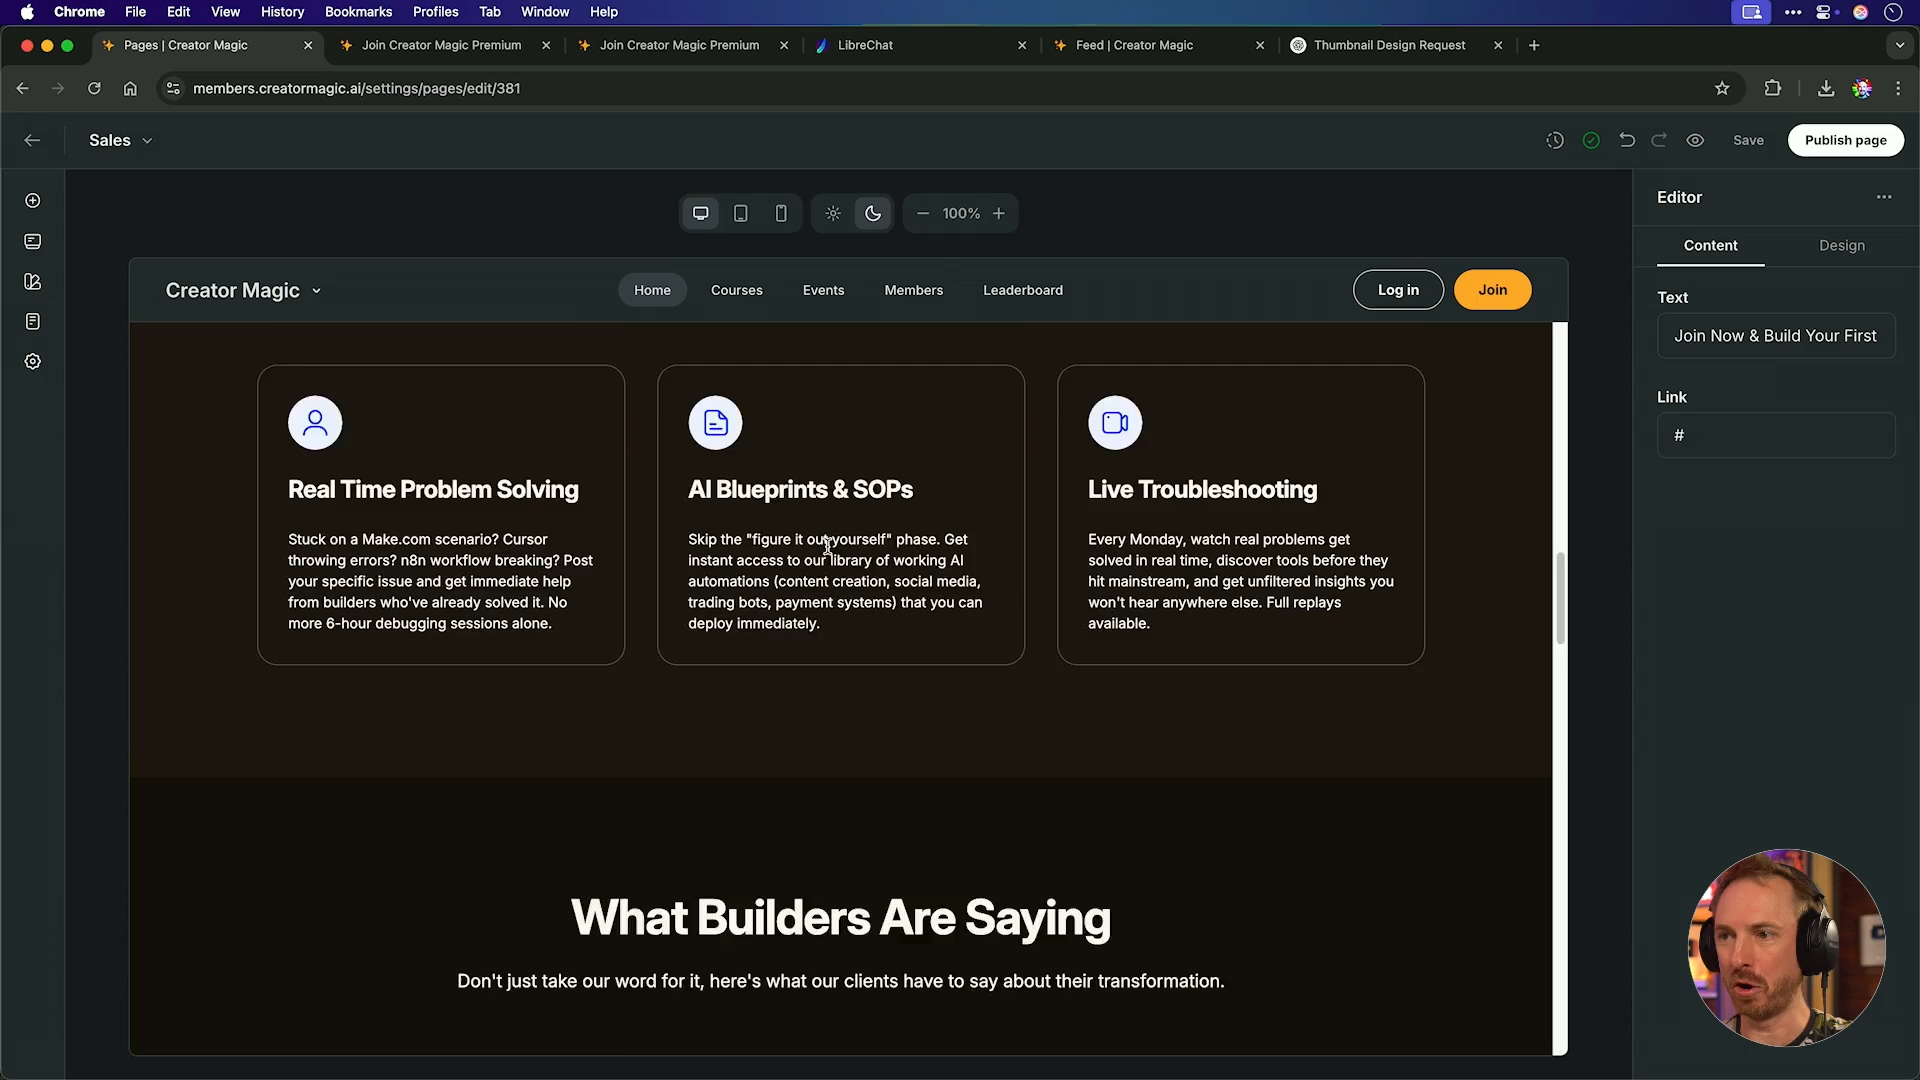 Chrome File Edit View History Bookmarks Profiles Tab Window Help
Pages | Creator Magic
Join Creator Magic Premium
Join Creator Magic Premium
LibreChat
Feed | Creator Magic
Thumbnail Design Request
members.creatormagic.ai/settings/pages/edit/381
Sales
Save
Publish page
100%
Editor
Content Design
Text
Join Now & Build Your First
Link
#
Creator Magic
Home Courses Events Members Leaderboard
Log in
Join
Real Time Problem Solving
Stuck on a Make.com scenario? Cursor
throwing errors? n8n workflow breaking? Post
your specific issue and get immediate help
from builders who've already solved it. No
more 6-hour debugging sessions alone.
AI Blueprints & SOPs
Skip the "figure it out yourself" phase. Get
instant access to our library of working AI
automations (content creation, social media,
trading bots, payment systems) that you can
deploy immediately.
Live Troubleshooting
Every Monday, watch real problems get
solved in real time, discover tools before they
hit mainstream, and get unfiltered insights you
won't hear anywhere else. Full replays
available.
What Builders Are Saying
Don't just take our word for it, here's what our clients have to say about their transformation.